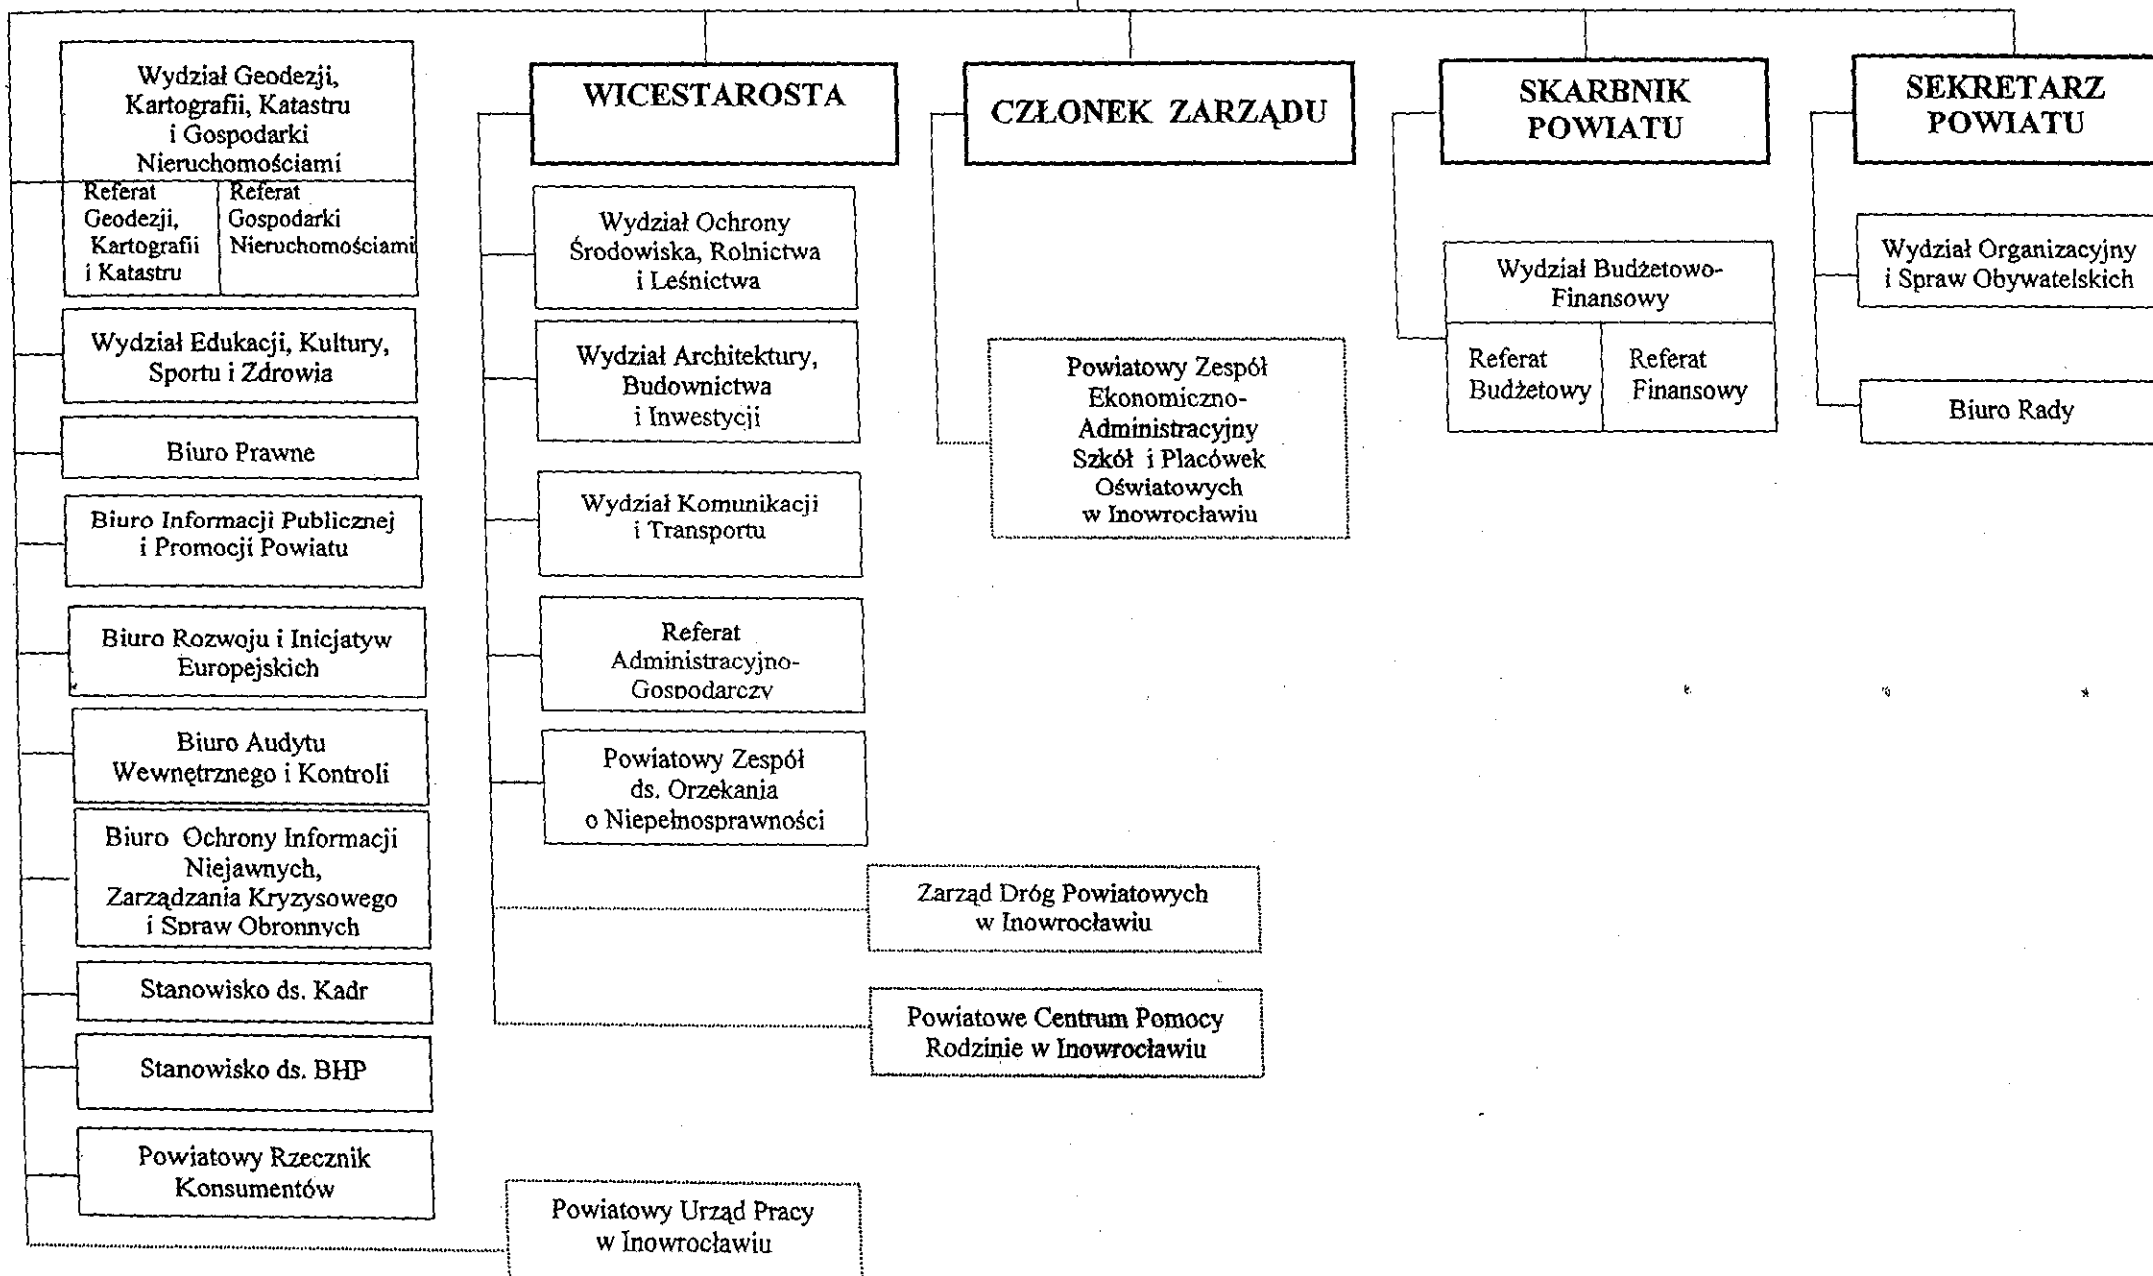 Wydział Geodezji,
Kartografii, Katastru
i Gospodarki
Nieruchomościami
Referat
Geodezji,
Kartografii
i Katastru
Referat
Gospodarki
Nieruchomościami
Wydział Edukacji, Kultury,
Sportu i Zdrowia
Biuro Prawne
Biuro Informacji Publicznej
i Promocji Powiatu
Biuro Rozwoju i Inicjatyw
Europejskich
Biuro Audytu
Wewnętrznego i Kontroli
Biuro Ochrony Informacji
Niejawnych,
Zarządzania Kryzysowego
i Spraw Obronnych
Stanowisko ds. Kadr
Stanowisko ds. BHP
Powiatowy Rzecznik
Konsumentów
Powiatowy Urząd Pracy
w Inowrocławiu
WICESTAROSTA
Wydział Ochrony
Środowiska, Rolnictwa
i Leśnictwa
Wydział Architektury,
Budownictwa
i Inwestycji
Wydział Komunikacji
i Transportu
Referat
Administracyjno-
Gospodarczy
Powiatowy Zespół
ds. Orzekania
o Niepełnosprawności
Zarząd Dróg Powiatowych
w Inowrocławiu
Powiatowe Centrum Pomocy
Rodzinie w Inowrocławiu
CZŁONEK ZARZĄDU
Powiatowy Zespół
Ekonomiczno-
Administracyjny
Szkół i Placówek
Oświatowych
w Inowrocławiu
SKARBNIK
POWIATU
Wydział Budżetowo-
Finansowy
Referat
Budżetowy
Referat
Finansowy
SEKRETARZ
POWIATU
Wydział Organizacyjny
i Spraw Obywatelskich
Biuro Rady